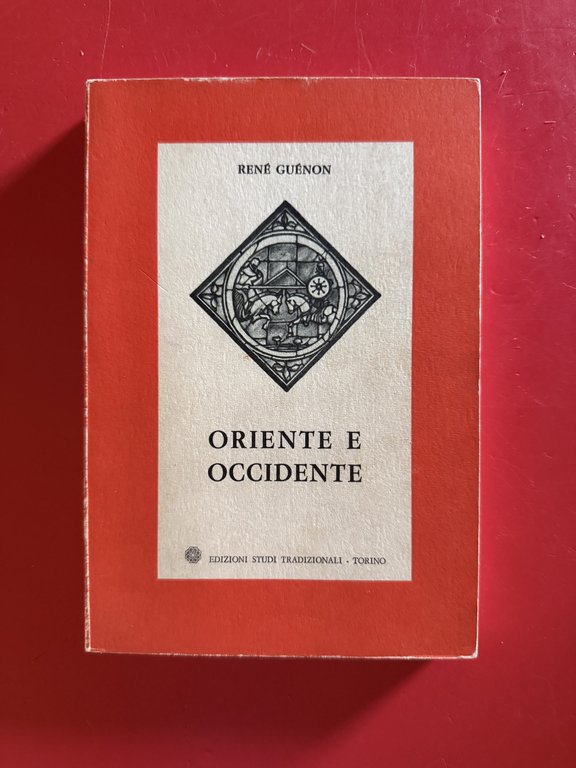 RENÉ GUÉNON
ORIENTE E
OCCIDENTE
EDIZIONI STUDI TRADIZIONALI - TORINO